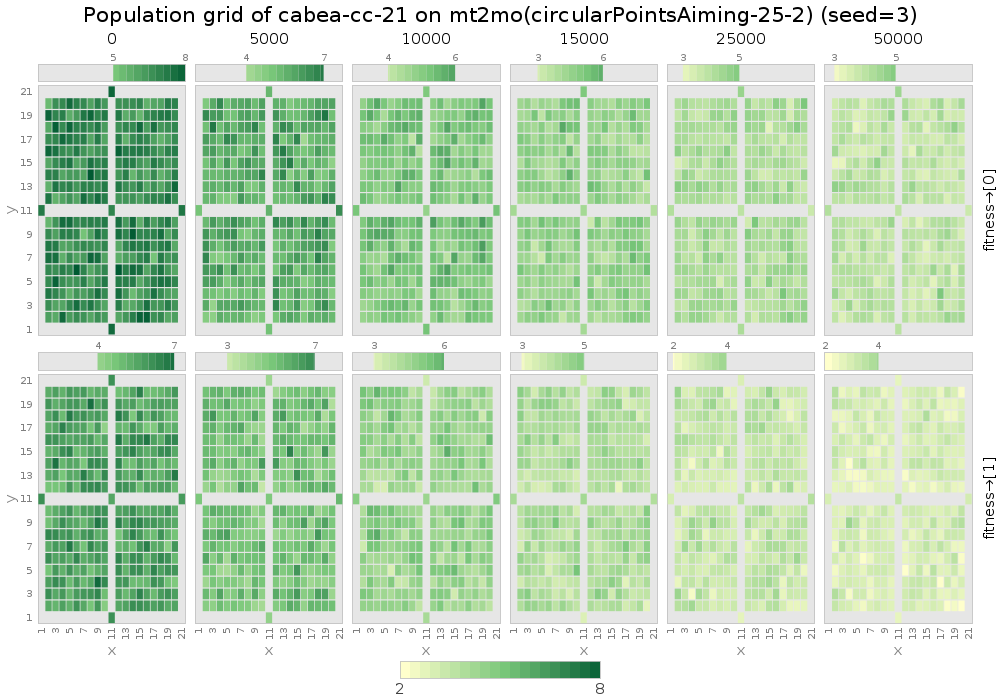 Population grid of cabea-cc-21 on mt2mo(circularPointsAiming-25-2) (seed=3)
0 5000 10000 15000 25000 50000
5 8 4 7 4 6 3 6 3 5 3 5
21
19
17
15
13
y 11
9
7
5
3
1
fitness→[0]
4 7 3 7 3 6 3 5 2 4 2 4
21
19
17
15
13
y 11
9
7
5
3
1
fitness→[1]
1 3 5 7 9 11 13 15 17 19 21 1 3 5 7 9 11 13 15 17 19 21 1 3 5 7 9 11 13 15 17 19 21 1 3 5 7 9 11 13 15 17 19 21 1 3 5 7 9 11 13 15 17 19 21 1 3 5 7 9 11 13 15 17 19 21
x x x x x x
2 8